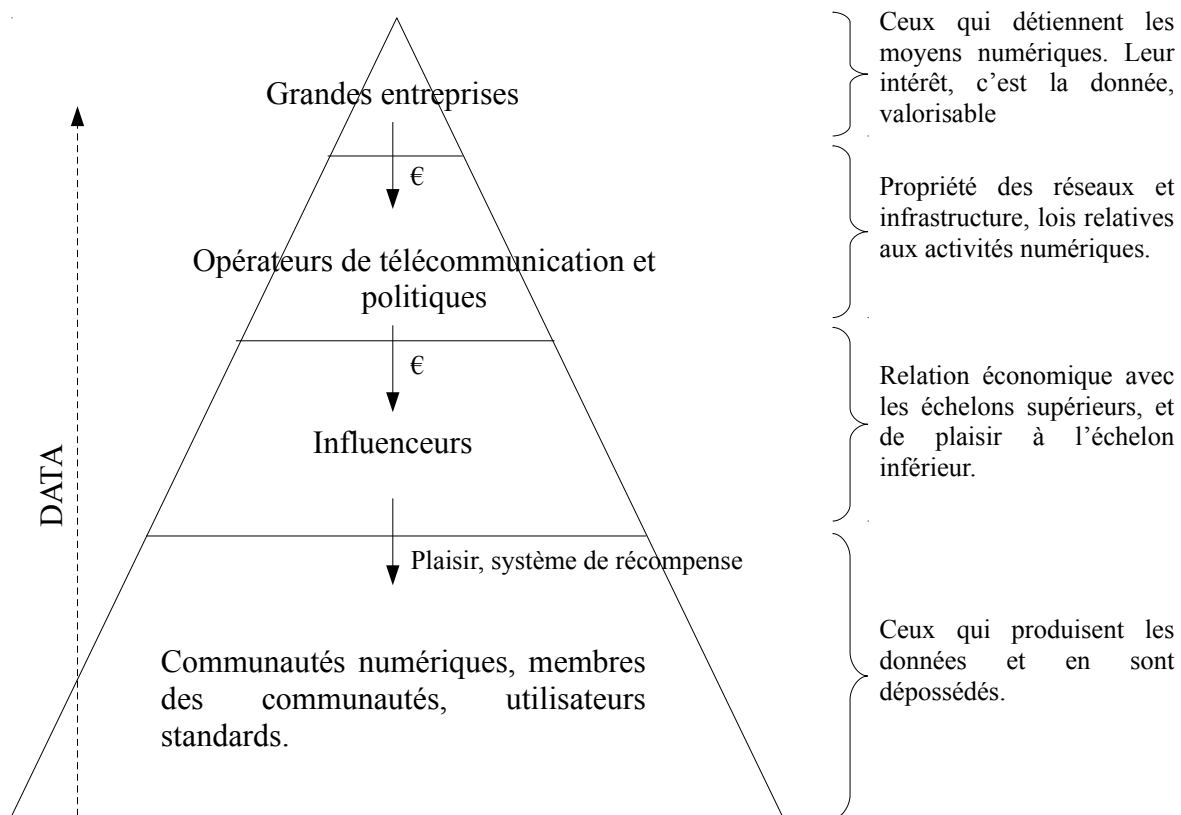 Ceux qui détiennent les
moyens numériques. Leur
intérêt, c'est la donnée,
valorisable
Grandes entreprises
€
Propriété des réseaux et
infrastructure, lois relatives
aux activités numériques.
Opérateurs de télécommunication et
politiques
€
Relation économique avec
les échelons supérieurs, et
de plaisir à l'échelon
inférieur.
Influenceurs
DATA
Plaisir, système de récompense
Ceux qui produisent les
données et en sont
dépossédés.
Communautés numériques, membres
des communautés, utilisateurs
standards.